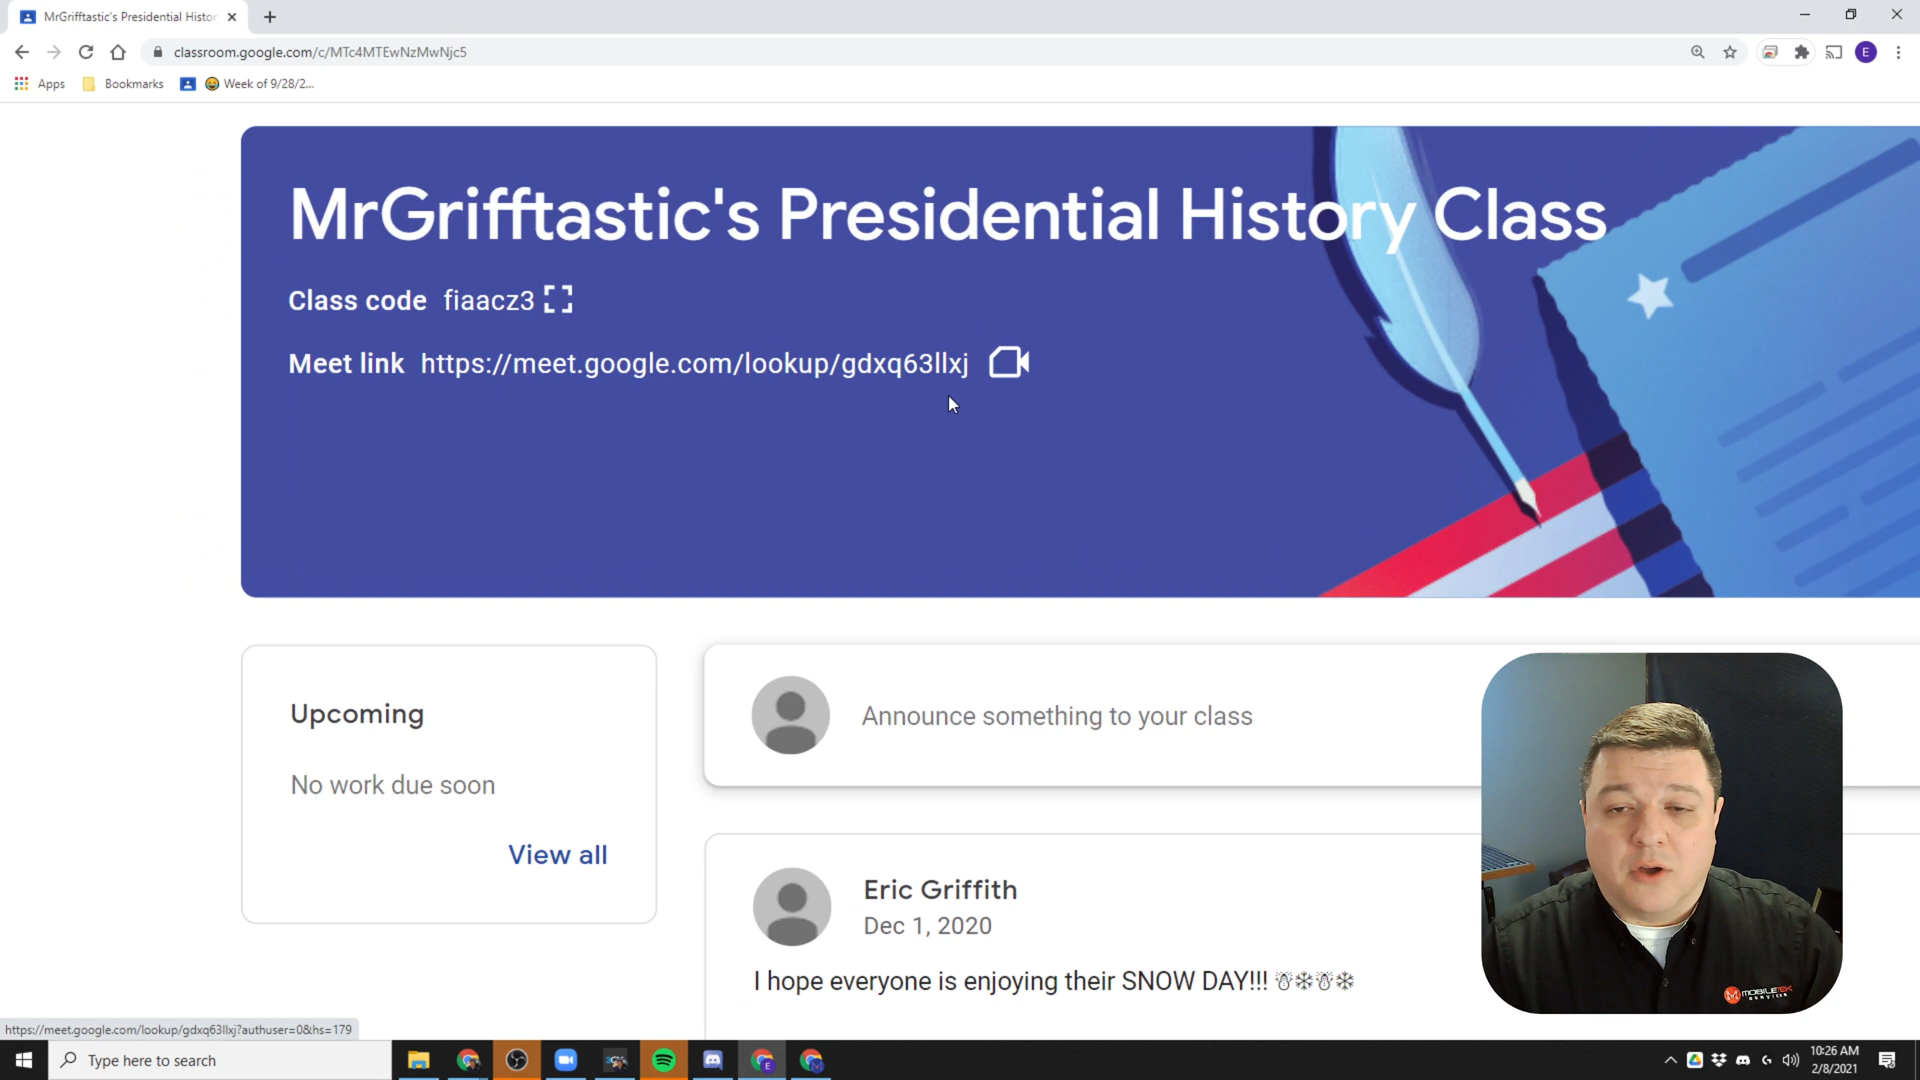 MrGrifftastic's Presidential Histor
classroom.google.com/c/MTc4MTEwNzMwNjc5
E
Apps
Bookmarks
Week of 9/28/2...
MrGrifftastic's Presidential History Class
Class code fiaacz3
Meet link https://meet.google.com/lookup/gdxq63llxj
Upcoming
No work due soon
View all
Announce something to your class
Eric Griffith
Dec 1, 2020
I hope everyone is enjoying their SNOW DAY!!! ☃❄☃❄
MOBILETEK
SERVICES
https://meet.google.com/lookup/gdxq63llxj?authuser=0&hs=179
Type here to search
10:26 AM
2/8/2021